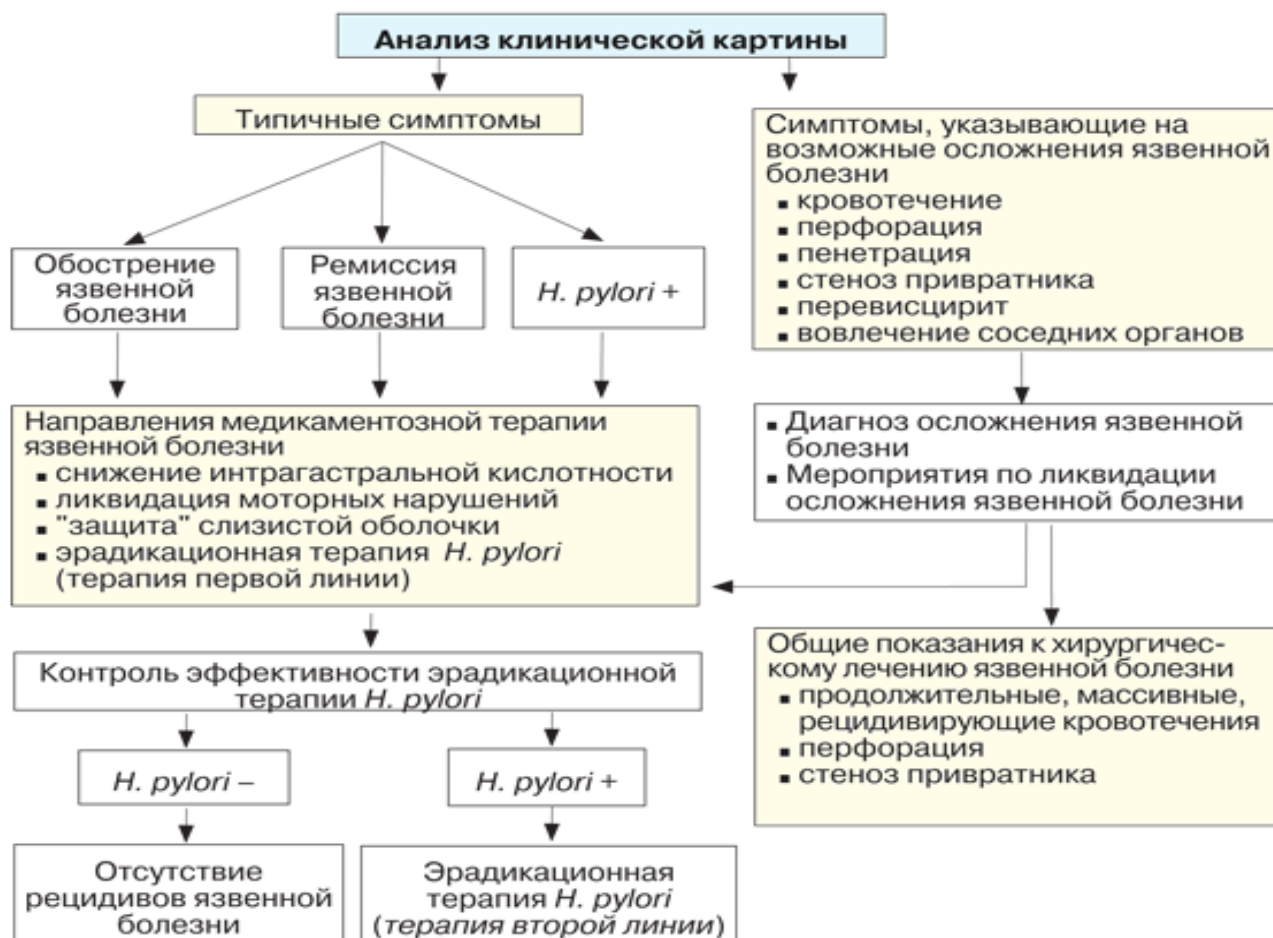 Анализ клинической картины
Типичные симптомы
Симптомы, указывающие на
возможные осложнения язвенной
болезни
▪ кровотечение
▪ перфорация
▪ пенетрация
▪ стеноз привратника
▪ перевисцирит
▪ вовлечение соседних органов
Обострение
язвенной
болезни
Ремиссия
язвенной
болезни
H. pylori +
Направления медикаментозной терапии
язвенной болезни
▪ снижение интрагастральной кислотности
▪ ликвидация моторных нарушений
▪ "защита" слизистой оболочки
▪ эрадикационная терапия H. pylori
(терапия первой линии)
▪ Диагноз осложнения язвенной
болезни
▪ Мероприятия по ликвидации
осложнения язвенной болезни
Контроль эффективности эрадикационной
терапии H. pylori
Общие показания к хирургичес-
кому лечению язвенной болезни
▪ продолжительные, массивные,
рецидивирующие кровотечения
▪ перфорация
▪ стеноз привратника
H. pylori –
H. pylori +
Отсутствие
рецидивов язвенной
болезни
Эрадикационная
терапия H. pylori
(терапия второй линии)